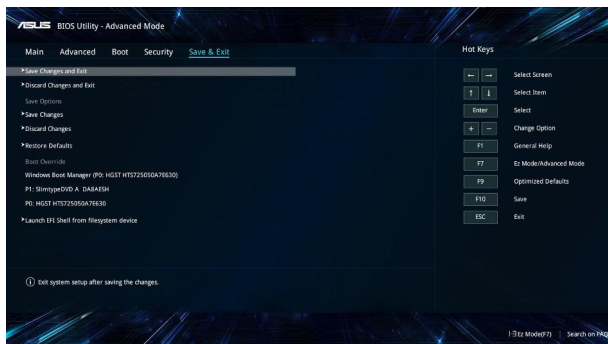 ASUS BIOS Utility - Advanced Mode
Main Advanced Boot Security Save & Exit
Save Changes and Exit
Discard Changes and Exit
Save Options
Save Changes
Discard Changes
Restore Defaults
Boot Override
Windows Boot Manager (P0: HGST HTS725050A7E630)
P1: SlimtypeDVD A DA8AESH
P0: HGST HTS725050A7E630
Launch EFI Shell from filesystem device
Exit system setup after saving the changes.
Hot Keys
← → Select Screen
↑ ↓ Select Item
Enter Select
+ − Change Option
F1 General Help
F7 Ez Mode/Advanced Mode
F9 Optimized Defaults
F10 Save
ESC Exit
Ez Mode(F7) | Search on FAQ